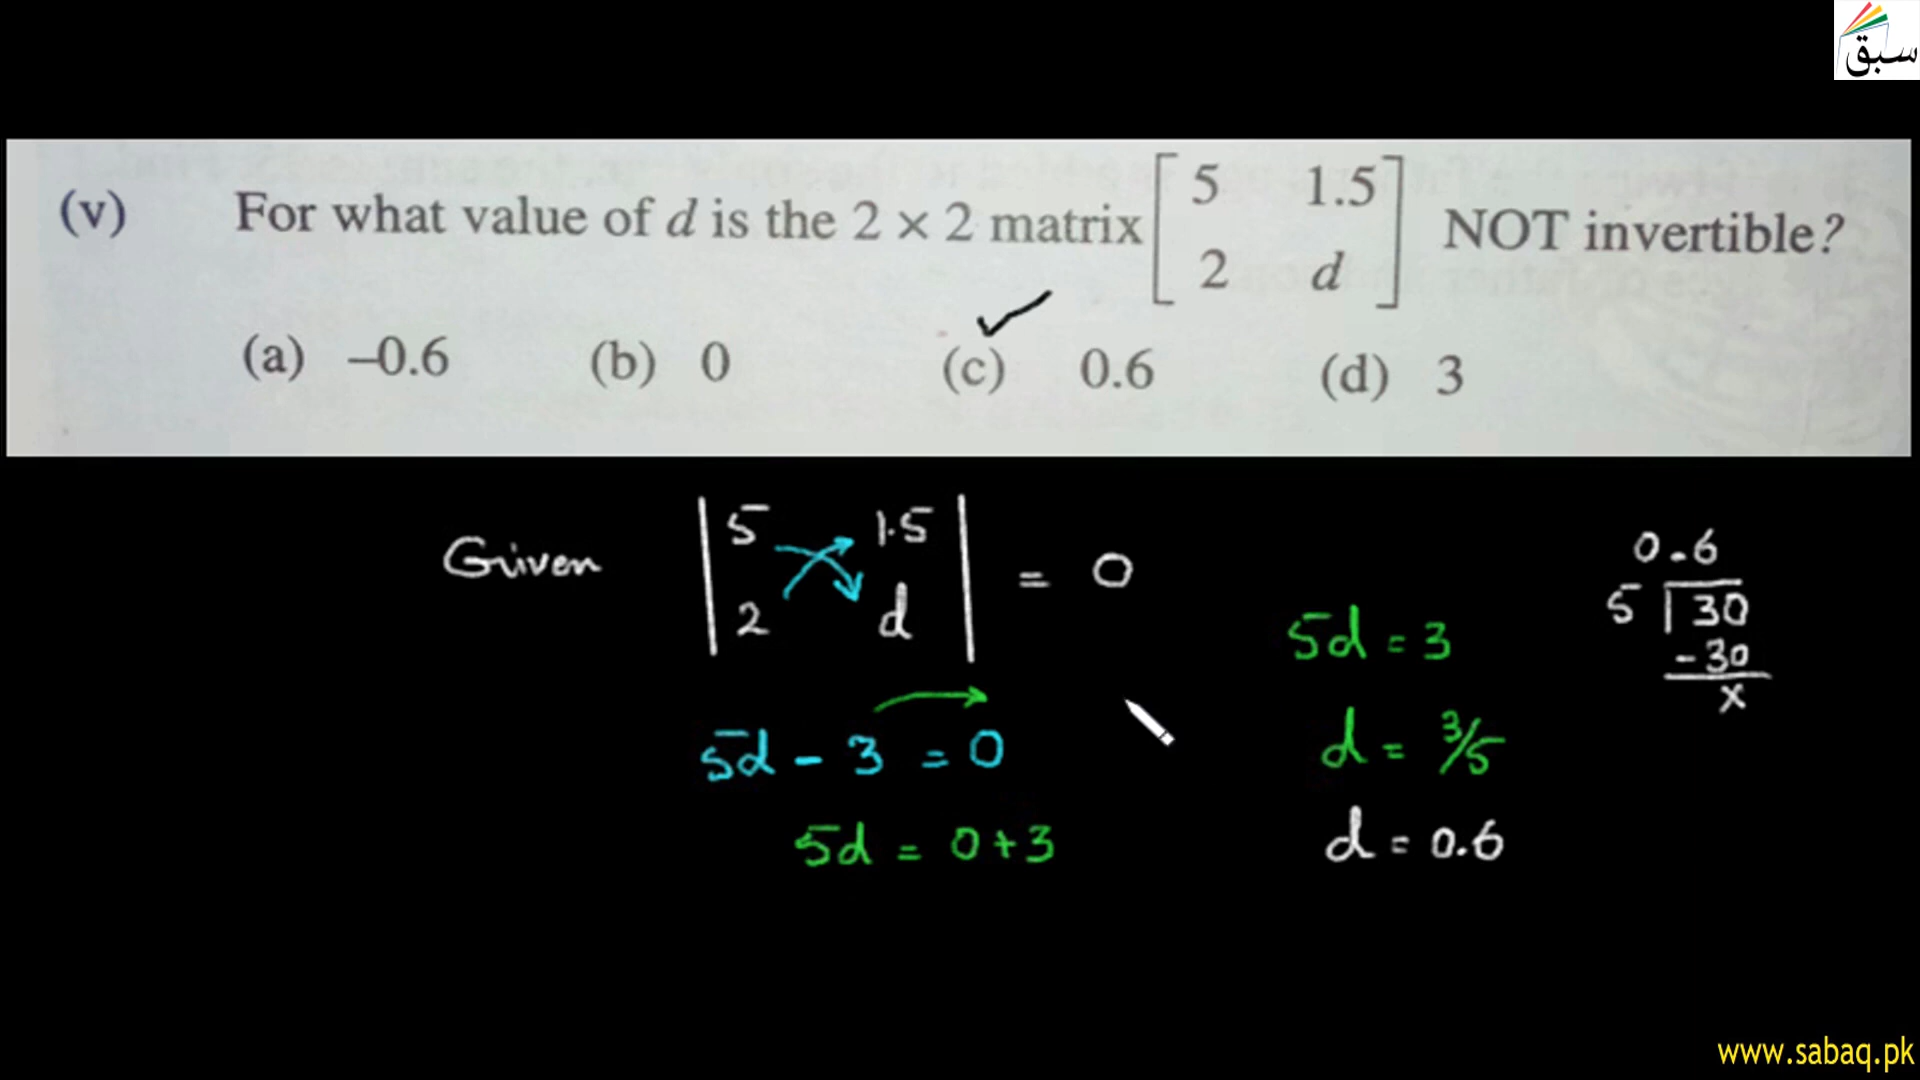 سبق
(v) For what value of d is the 2 × 2 matrix [5 1.5; 2 d] NOT invertible?
(a) –0.6 (b) 0 (c) 0.6 (d) 3
Given |5 1.5; 2 d| = 0
5d - 3 = 0
5d = 0+3
5d = 3
d = 3/5
d = 0.6
0.6
5 | 30
- 30
x
www.sabaq.pk